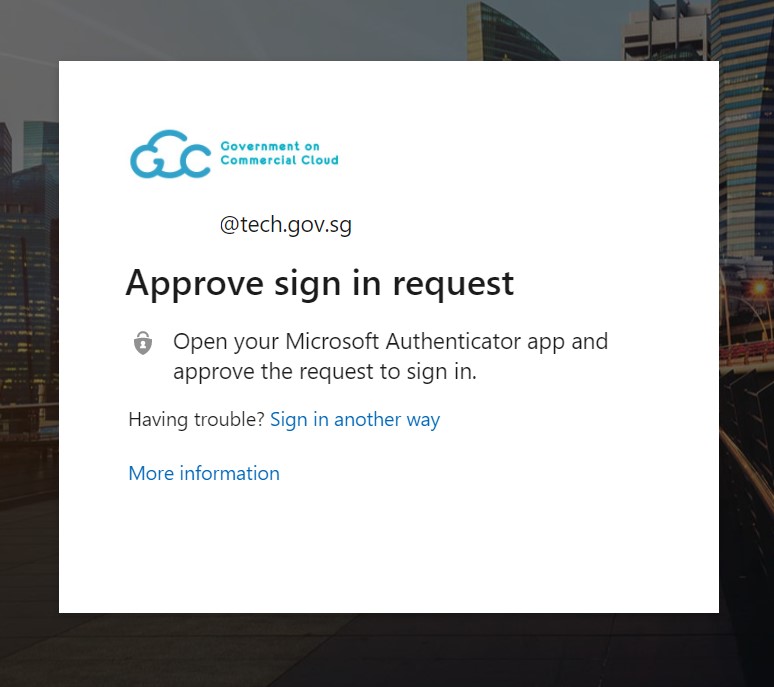 GCC Government on
Commercial Cloud
@tech.gov.sg
Approve sign in request
Open your Microsoft Authenticator app and
approve the request to sign in.
Having trouble? Sign in another way
More information